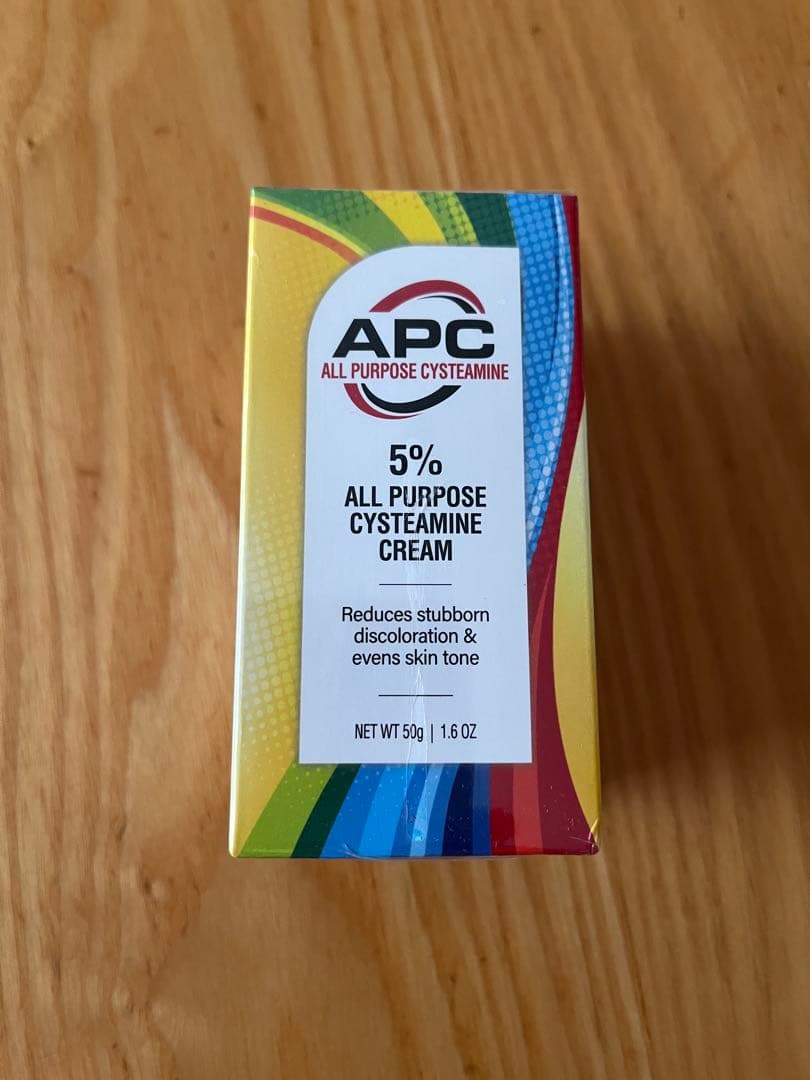 APC
ALL PURPOSE CYSTEAMINE
5%
ALL PURPOSE
CYSTEAMINE
CREAM
Reduces stubborn
discoloration &
evens skin tone
NET WT 50g | 1.6 OZ